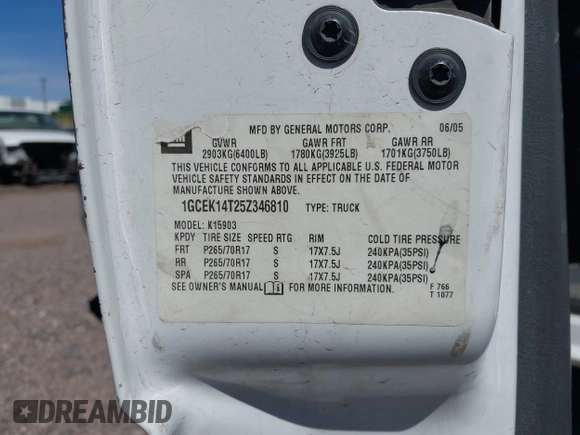 MFD BY GENERAL MOTORS CORP. 06/05
GVWR GAWR FRT GAWR RR
2903KG(6400LB) 1780KG(3925LB) 1701KG(3750LB)
THIS VEHICLE CONFORMS TO ALL APPLICABLE U.S. FEDERAL MOTOR
VEHICLE SAFETY STANDARDS IN EFFECT ON THE DATE OF
MANUFACTURE SHOWN ABOVE.
1GCEK14T25Z346810 TYPE: TRUCK
MODEL: K15903
KPDY TIRE SIZE SPEED RTG RIM COLD TIRE PRESSURE
FRT P265/70R17 S 17X7.5J 240KPA(35PSI)
RR P265/70R17 S 17X7.5J 240KPA(35PSI)
SPA P265/70R17 S 17X7.5J 240KPA(35PSI)
SEE OWNER'S MANUAL FOR MORE INFORMATION.
F 766
T 1077
DREAMBID